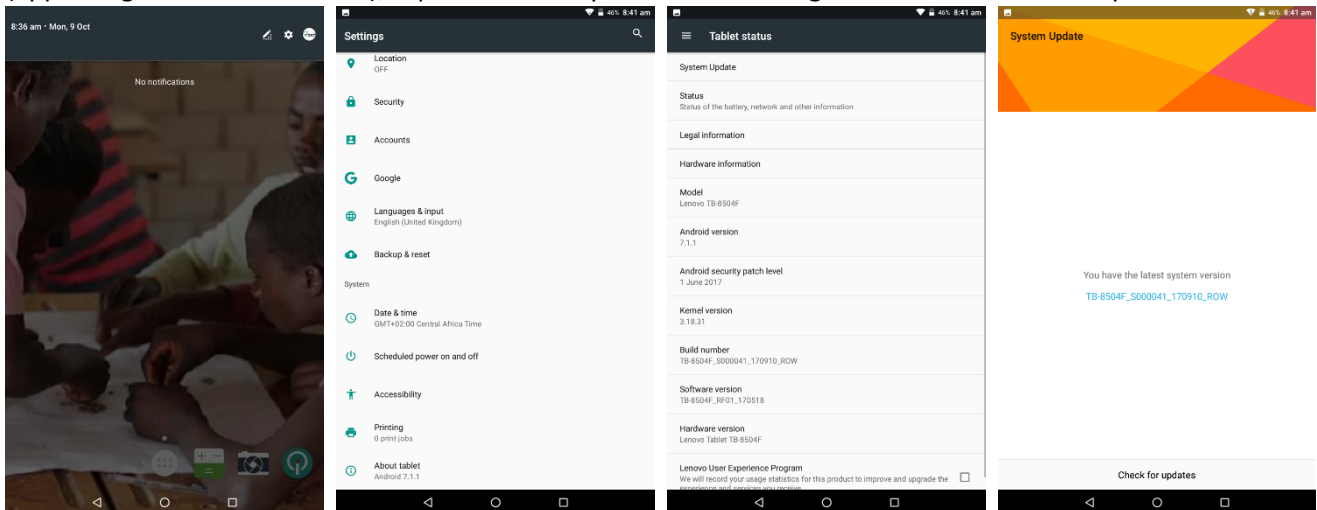 8:36 am • Mon, 9 Oct
No notifications
46% 8:41 am
Settings
Location
OFF
Security
Accounts
Google
Languages & input
English (United Kingdom)
Backup & reset
System
Date & time
GMT+02:00 Central Africa Time
Scheduled power on and off
Accessibility
Printing
0 print jobs
About tablet
Android 7.1.1
46% 8:41 am
Tablet status
System Update
Status
Status of the battery, network and other information
Legal information
Hardware information
Model
Lenovo TB-8504F
Android version
7.1.1
Android security patch level
1 June 2017
Kernel version
3.18.31
Build number
TB-8504F_S000041_170910_ROW
Software version
TB-8504F_RF01_170518
Hardware version
Lenovo Tablet TB-8504F
Lenovo User Experience Program
We will record your usage statistics for this product to improve and upgrade the
experience and services you receive
46% 8:41 am
System Update
You have the latest system version
TB-8504F_S000041_170910_ROW
Check for updates